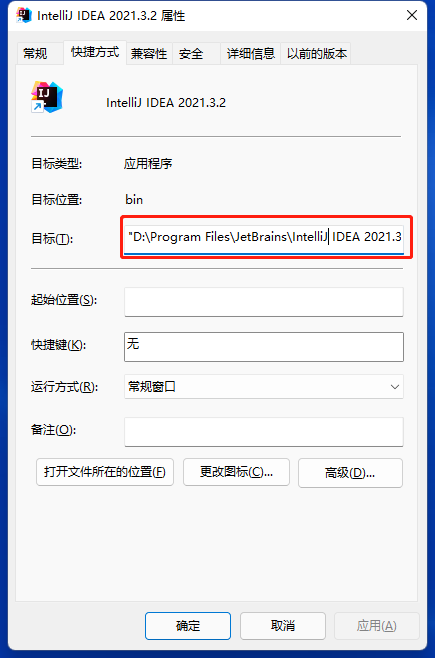 IntelliJ IDEA 2021.3.2 属性
常规 快捷方式 兼容性 安全 详细信息 以前的版本
IJ
IntelliJ IDEA 2021.3.2
目标类型: 应用程序
目标位置: bin
目标(T): "D:\Program Files\JetBrains\IntelliJ IDEA 2021.3
起始位置(S):
快捷键(K): 无
运行方式(R): 常规窗口
备注(O):
打开文件所在的位置(F) 更改图标(C)... 高级(D)...
确定 取消 应用(A)